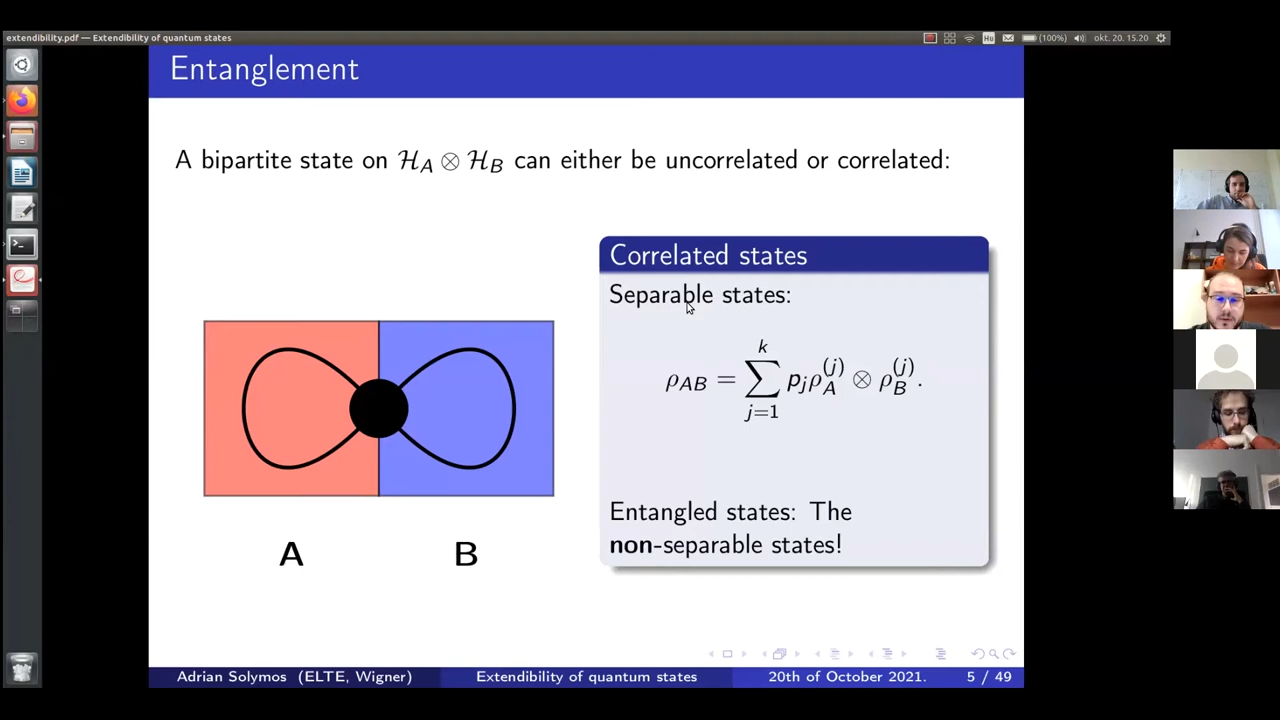 extendibility.pdf — Extendibility of quantum states
Hu
(100%)
okt. 20. 15.20
Entanglement
A bipartite state on ℋ_A ⊗ ℋ_B can either be uncorrelated or correlated:
Correlated states
Separable states:
ρ_AB = ∑_{j=1}^{k} p_j ρ_A^{(j)} ⊗ ρ_B^{(j)}.
Entangled states: The
non-separable states!
A B
Adrian Solymos (ELTE, Wigner)
Extendibility of quantum states
20th of October 2021.
5 / 49